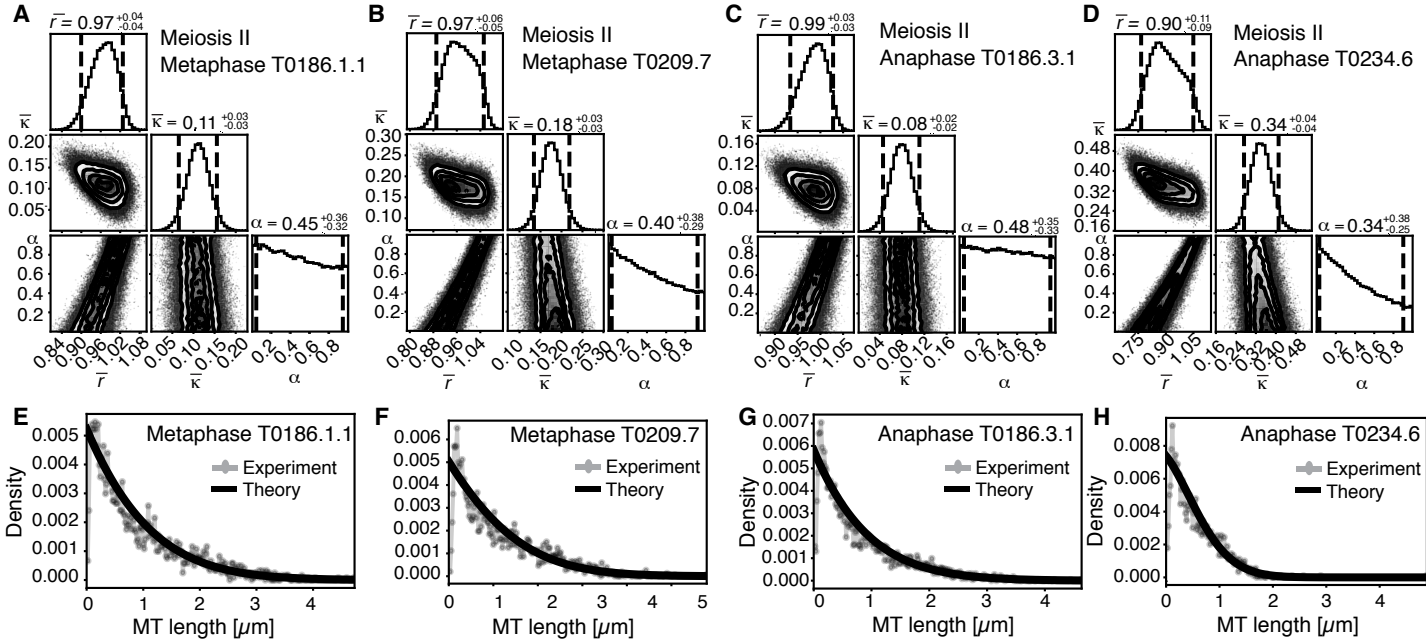 A
r̅ = 0.97 +0.04 -0.04
Meiosis II
Metaphase T0186.1.1
κ̅
κ̅ = 0.11 +0.03 -0.03
0.20
0.15
0.10
0.05
α = 0.45 +0.36 -0.32
α
0.8
0.6
0.4
0.2
0.84 0.90 0.96 1.02 1.08
0.05 0.10 0.15 0.20
0.2 0.4 0.6 0.8
r̅ κ̅ α
B
r̅ = 0.97 +0.06 -0.05
Meiosis II
Metaphase T0209.7
κ̅
κ̅ = 0.18 +0.03 -0.03
0.30
0.25
0.20
0.15
0.10
α = 0.40 +0.38 -0.29
α
0.8
0.6
0.4
0.2
0.80 0.88 0.96 1.04
0.10 0.15 0.20 0.25 0.30
0.2 0.4 0.6 0.8
r̅ κ̅ α
C
r̅ = 0.99 +0.03 -0.03
Meiosis II
Anaphase T0186.3.1
κ̅
κ̅ = 0.08 +0.02 -0.02
0.16
0.12
0.08
0.04
α = 0.48 +0.35 -0.33
α
0.8
0.6
0.4
0.2
0.90 0.95 1.00 1.05
0.04 0.08 0.12 0.16
0.2 0.4 0.6 0.8
r̅ κ̅ α
D
r̅ = 0.90 +0.11 -0.09
Meiosis II
Anaphase T0234.6
κ̅
κ̅ = 0.34 +0.04 -0.04
0.48
0.40
0.32
0.24
0.16
α = 0.34 +0.38 -0.25
α
0.8
0.6
0.4
0.2
0.75 0.90 1.05
0.16 0.24 0.32 0.40 0.48
0.2 0.4 0.6 0.8
r̅ κ̅ α
E
Metaphase T0186.1.1
Experiment
Theory
Density
0.005
0.004
0.003
0.002
0.001
0.000
0 1 2 3 4
MT length [µm]
F
Metaphase T0209.7
Experiment
Theory
0.006
0.005
0.004
0.003
0.002
0.001
0.000
0 1 2 3 4 5
MT length [µm]
G
Anaphase T0186.3.1
Experiment
Theory
Density
0.007
0.006
0.005
0.004
0.003
0.002
0.001
0.000
0 1 2 3 4
MT length [µm]
H
Anaphase T0234.6
Experiment
Theory
Density
0.008
0.006
0.004
0.002
0.000
0 1 2 3 4 5
MT length [µm]